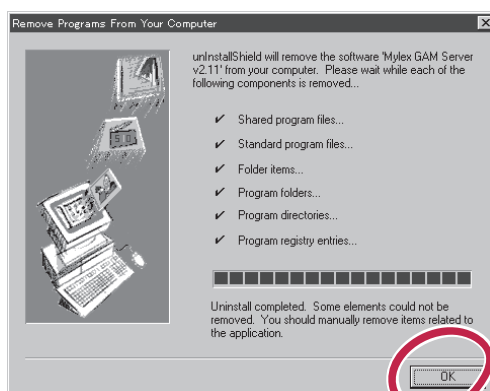 Remove Programs From Your Computer
unInstallShield will remove the software 'Mylex GAM Server
v2.11' from your computer. Please wait while each of the
following components is removed...
✔ Shared program files...
✔ Standard program files...
✔ Folder items...
✔ Program folders...
✔ Program directories...
✔ Program registry entries...
Uninstall completed. Some elements could not be
removed. You should manually remove items related to
the application.
OK